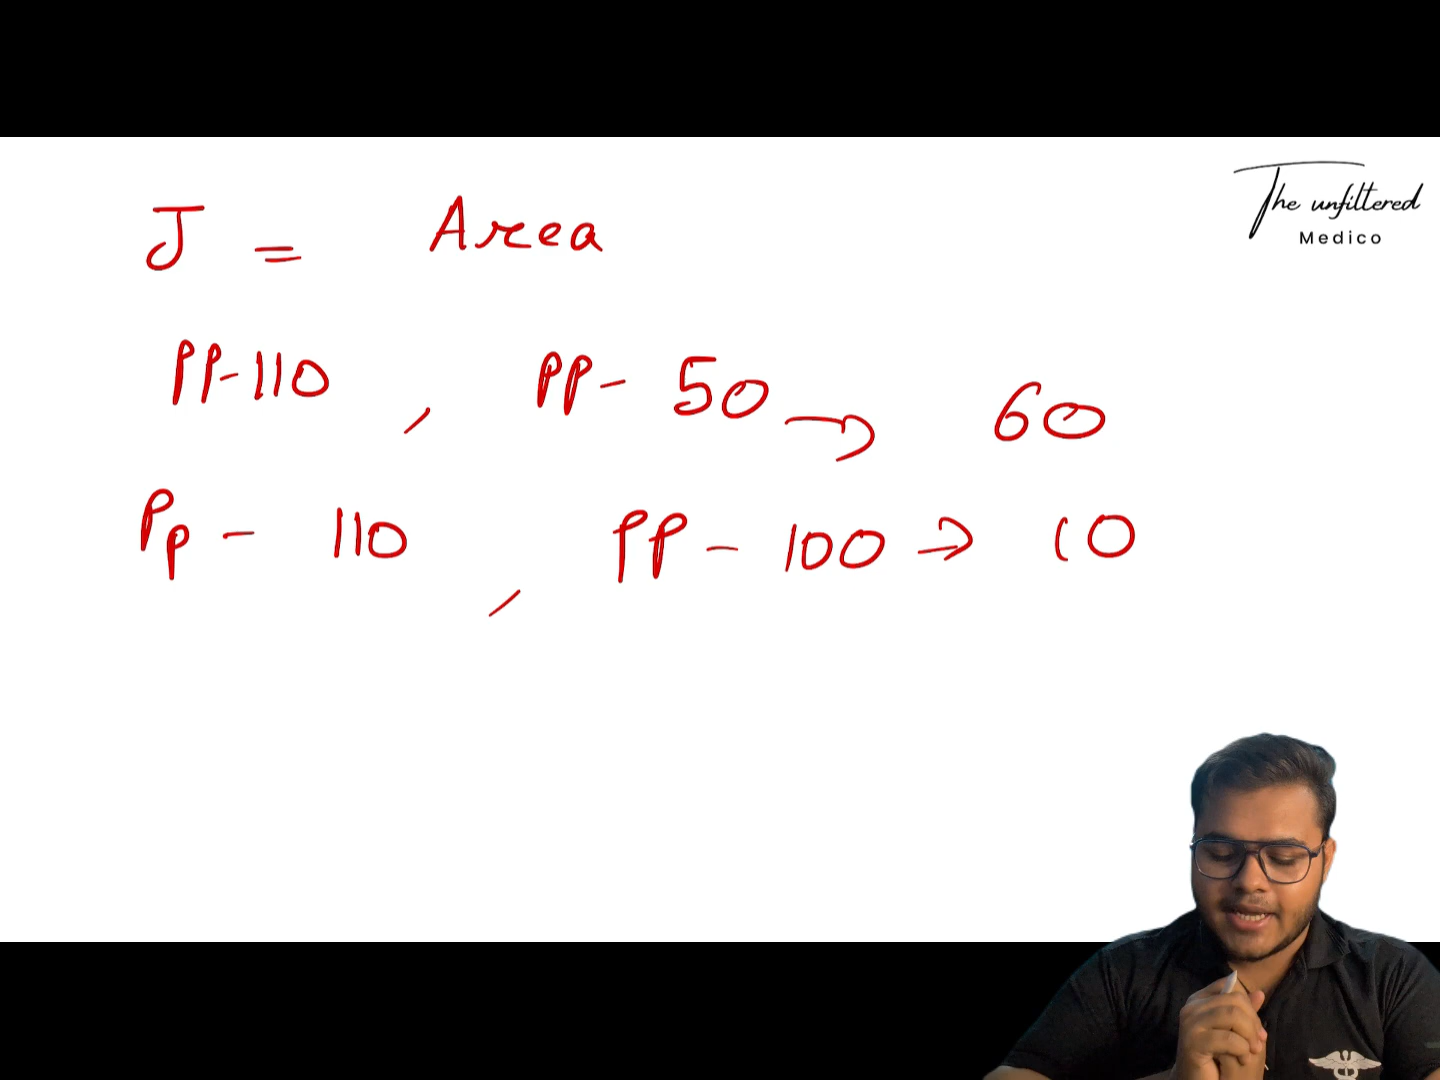 J = Area
The unfiltered
Medico
PP-110 , PP- 50 → 60
Pp - 110 , PP - 100 → 10